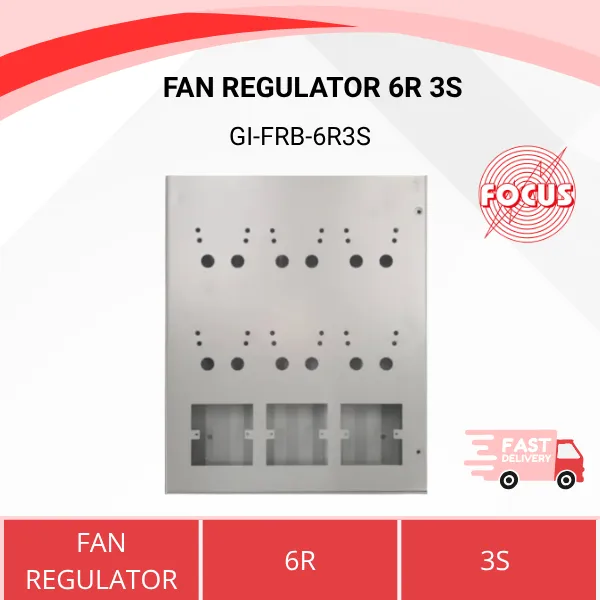 FAN REGULATOR 6R 3S
GI-FRB-6R3S
FOCUS
FAST
DELIVERY
FAN
REGULATOR
6R
3S